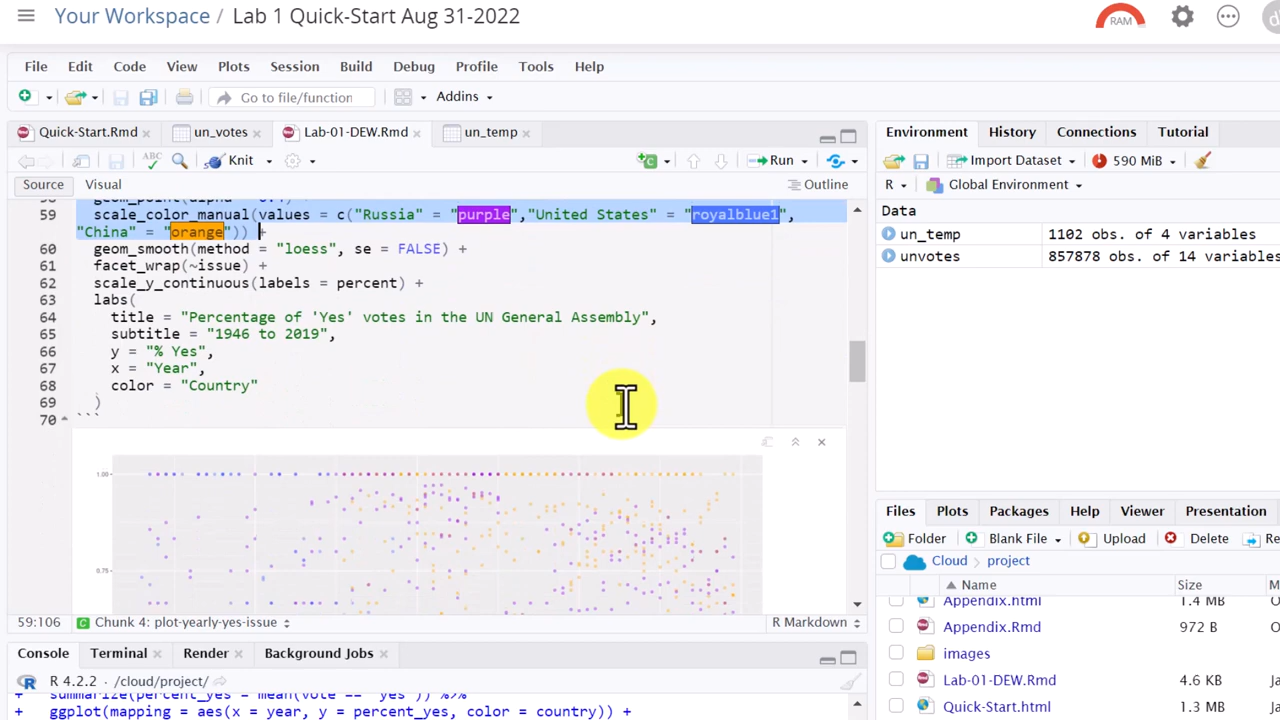 Your Workspace / Lab 1 Quick-Start Aug 31-2022
RAM
File Edit Code View Plots Session Build Debug Profile Tools Help
Go to file/function Addins
Quick-Start.Rmd un_votes Lab-01-DEW.Rmd un_temp
ABC Knit Run
Source Visual Outline
59 scale_color_manual(values = c("Russia" = "purple","United States" = "royalblue1",
"China" = "orange")) +
60 geom_smooth(method = "loess", se = FALSE) +
61 facet_wrap(~issue) +
62 scale_y_continuous(labels = percent) +
63 labs(
64 title = "Percentage of 'Yes' votes in the UN General Assembly",
65 subtitle = "1946 to 2019",
66 y = "% Yes",
67 x = "Year",
68 color = "Country"
69 )
70 ```
1.00
0.75
59:106 Chunk 4: plot-yearly-yes-issue R Markdown
Console Terminal Render Background Jobs
R 4.2.2 · /cloud/project/
+ summarize(percent_yes = mean(vote == "yes")) %>%
+ ggplot(mapping = aes(x = year, y = percent_yes, color = country)) +
Environment History Connections Tutorial
Import Dataset 590 MiB
R Global Environment
Data
un_temp 1102 obs. of 4 variables
unvotes 857878 obs. of 14 variables
Files Plots Packages Help Viewer Presentation
Folder Blank File Upload Delete Re
Cloud project
Name Size M
Appendix.html 1.4 MB O
Appendix.Rmd 972 B O
images
Lab-01-DEW.Rmd 4.6 KB Ja
Quick-Start.html 1.3 MB Ja